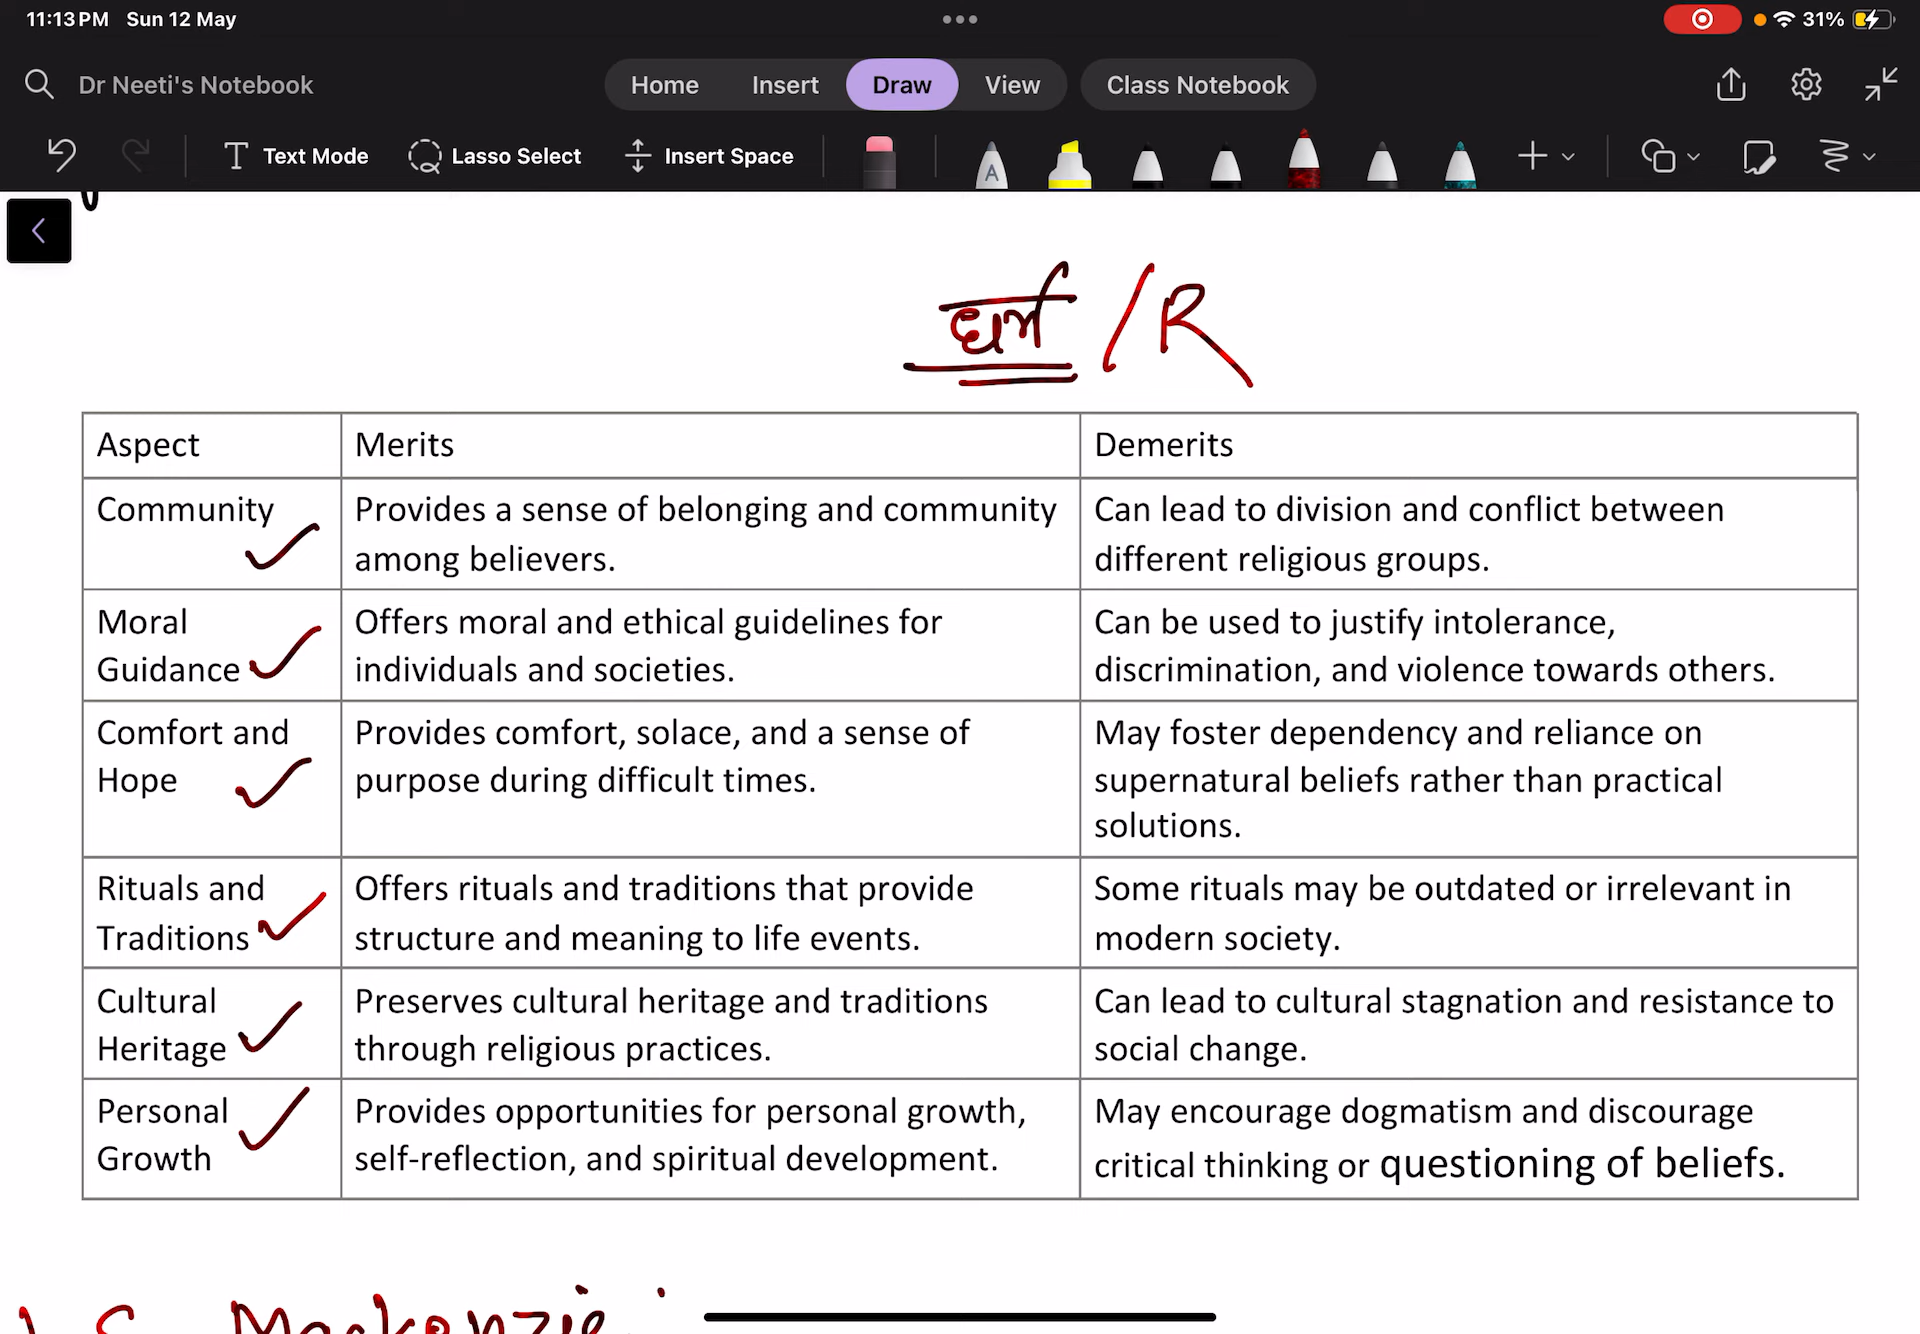 11:13 PM Sun 12 May
31%
Dr Neeti's Notebook
Home Insert Draw View Class Notebook
Text Mode Lasso Select Insert Space
A
धर्म / R
Aspect Merits Demerits
Community Provides a sense of belonging and community Can lead to division and conflict between
among believers. different religious groups.
Moral Offers moral and ethical guidelines for Can be used to justify intolerance,
Guidance individuals and societies. discrimination, and violence towards others.
Comfort and Provides comfort, solace, and a sense of May foster dependency and reliance on
Hope purpose during difficult times. supernatural beliefs rather than practical
solutions.
Rituals and Offers rituals and traditions that provide Some rituals may be outdated or irrelevant in
Traditions structure and meaning to life events. modern society.
Cultural Preserves cultural heritage and traditions Can lead to cultural stagnation and resistance to
Heritage through religious practices. social change.
Personal Provides opportunities for personal growth, May encourage dogmatism and discourage
Growth self-reflection, and spiritual development. critical thinking or questioning of beliefs.
S. Mackenzie